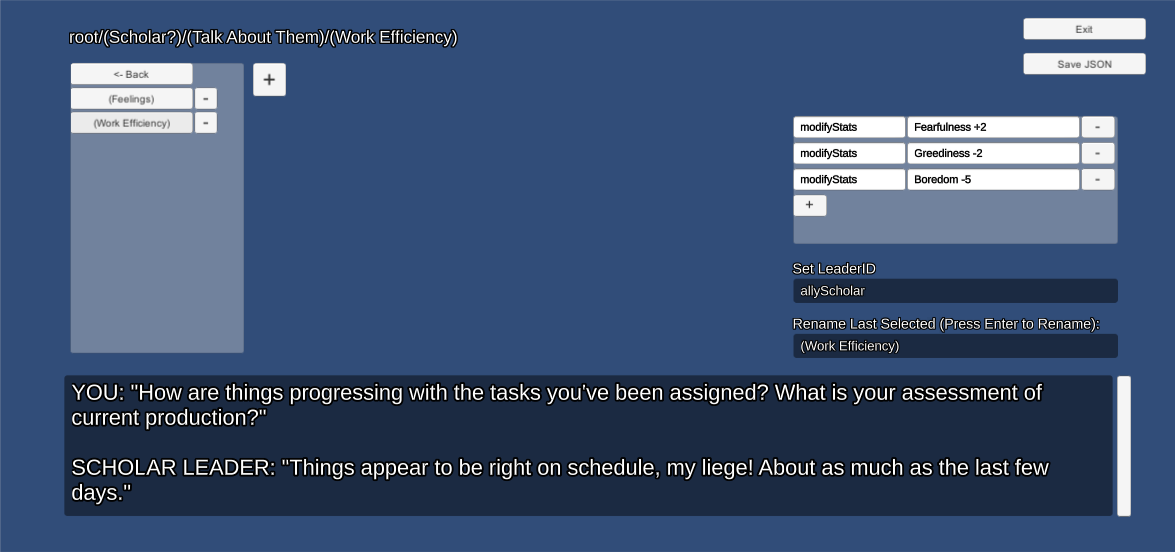 root/(Scholar?)/(Talk About Them)/(Work Efficiency)
Exit
Save JSON
<- Back
+
(Feelings) -
(Work Efficiency) -
modifyStats Fearfulness +2 -
modifyStats Greediness -2 -
modifyStats Boredom -5 -
+
Set LeaderID
allyScholar
Rename Last Selected (Press Enter to Rename):
(Work Efficiency)
YOU: "How are things progressing with the tasks you've been assigned? What is your assessment of
current production?"
SCHOLAR LEADER: "Things appear to be right on schedule, my liege! About as much as the last few
days."